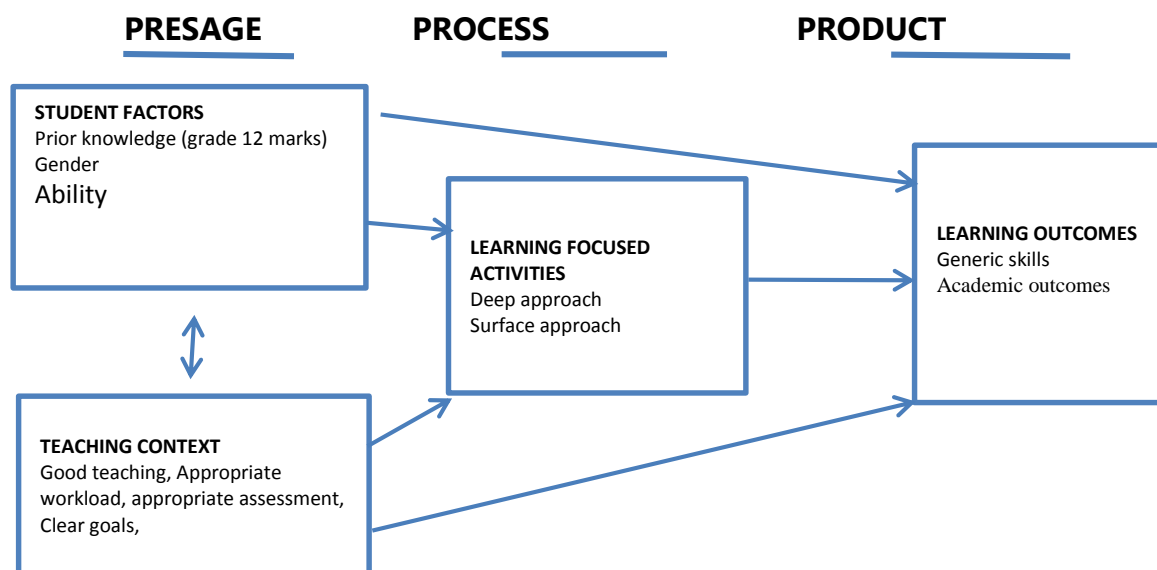 PRESAGE PROCESS PRODUCT
STUDENT FACTORS
Prior knowledge (grade 12 marks)
Gender
Ability
LEARNING FOCUSED
ACTIVITIES
Deep approach
Surface approach
LEARNING OUTCOMES
Generic skills
Academic outcomes
TEACHING CONTEXT
Good teaching, Appropriate
workload, appropriate assessment,
Clear goals,